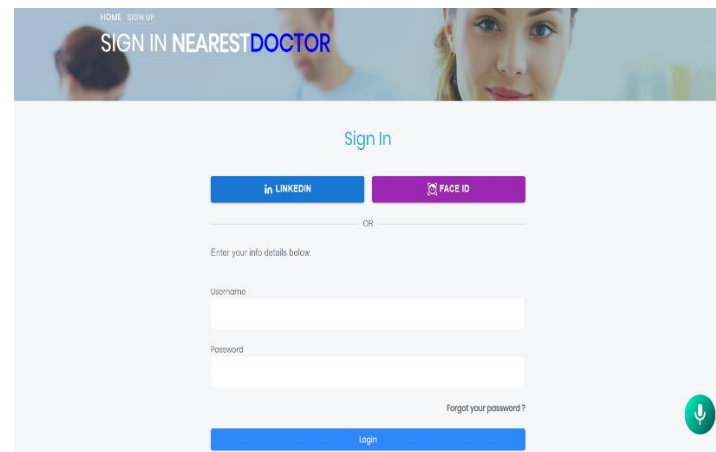 HOME SIGN UP
SIGN IN NEARESTDOCTOR
Sign In
in LINKEDIN FACE ID
OR
Enter your info details below.
Username
Password
Forgot your password ?
Login